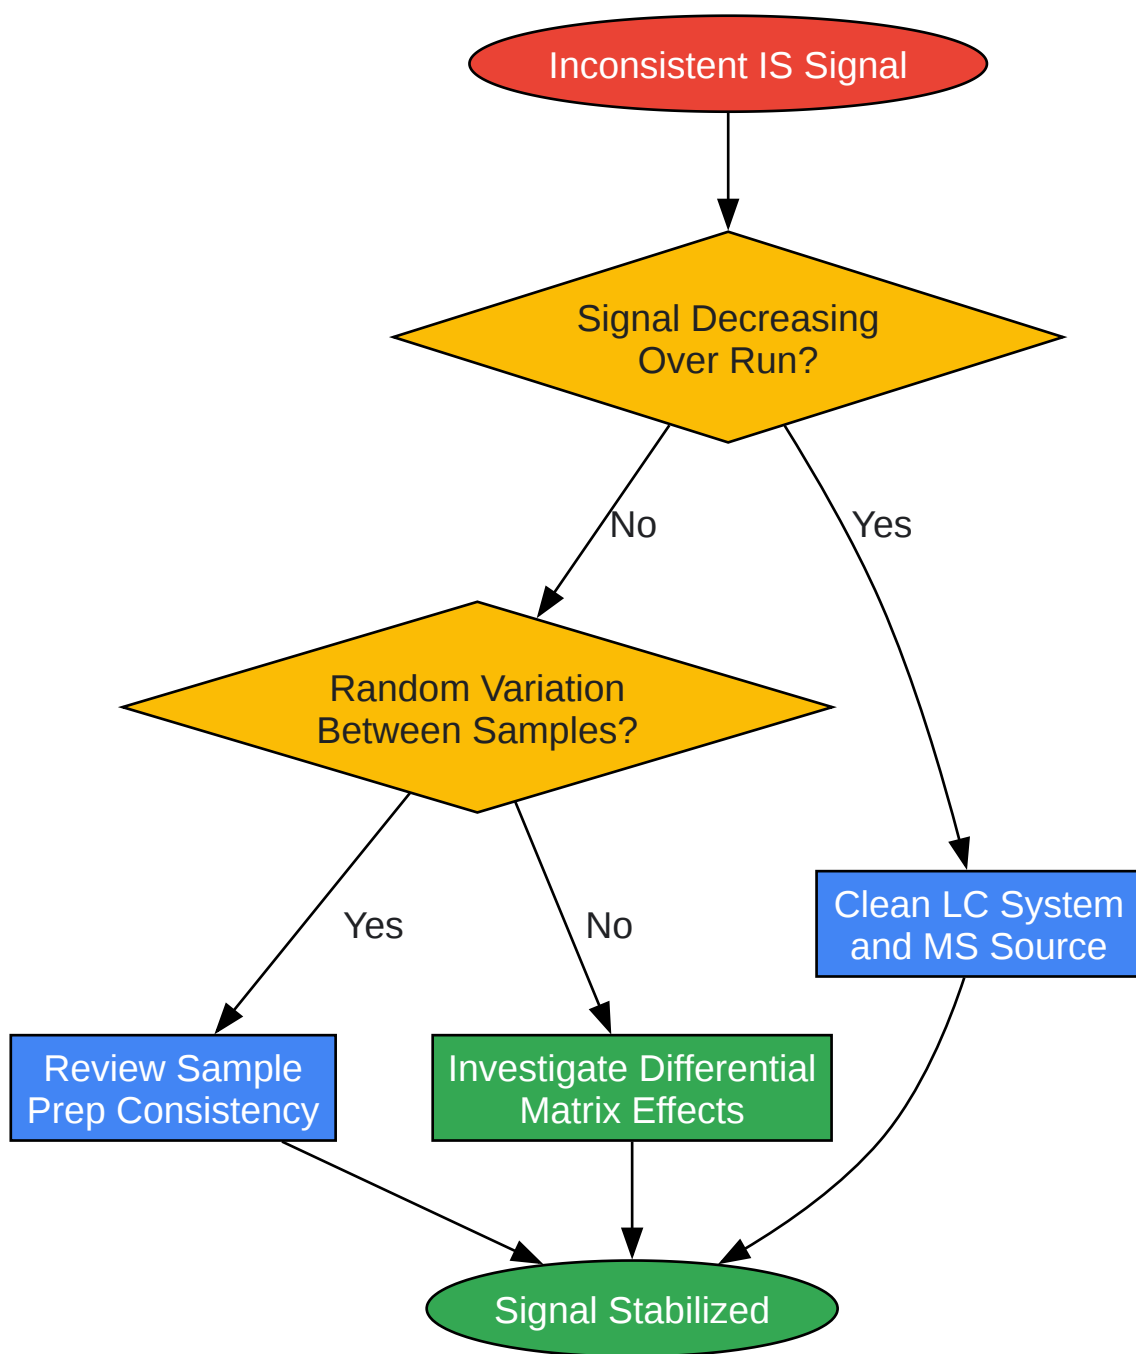 Inconsistent IS Signal
Signal Decreasing
Over Run?
No
Yes
Random Variation
Between Samples?
Yes
No
Clean LC System
and MS Source
Review Sample
Prep Consistency
Investigate Differential
Matrix Effects
Signal Stabilized